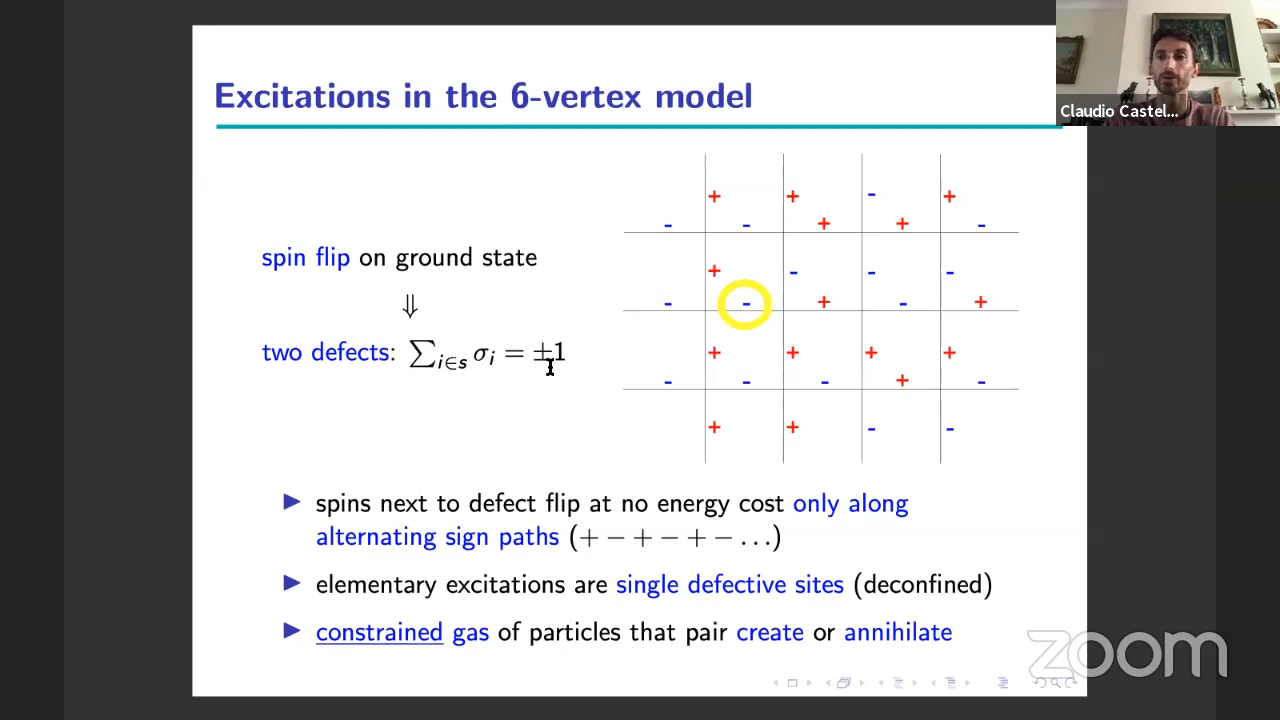 Claudio Castel...
Excitations in the 6-vertex model
spin flip on ground state
⇓
two defects: ∑i∈s σi = ±1
+ + - +
- - + + -
+ - - -
- - + - +
+ + + +
- - - + -
+ + - -
▶ spins next to defect flip at no energy cost only along
alternating sign paths (+ − + − + − …)
▶ elementary excitations are single defective sites (deconfined)
▶ constrained gas of particles that pair create or annihilate
zoom